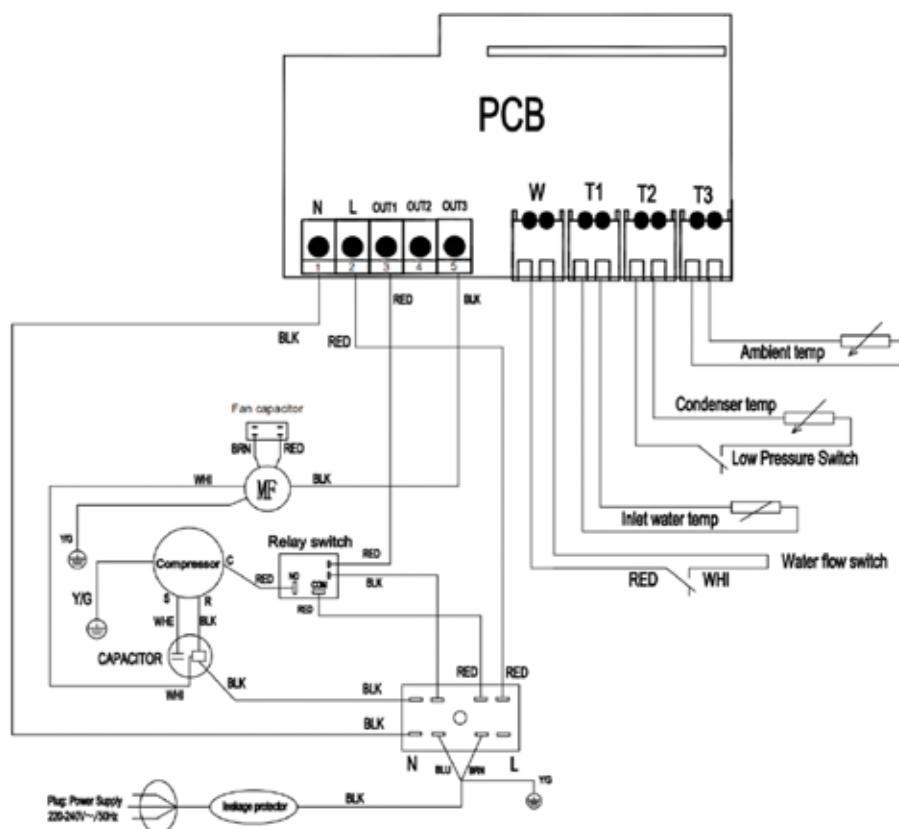 PCB
W T1 T2 T3
N L OUT1 OUT2 OUT3
1 2 3 4 5
RED BLK
BLK RED
Ambient temp
Fan capacitor
Condenser temp
BRN RED
Low Pressure Switch
WHI MF BLK
Inlet water temp
Y/G
Relay switch
Compressor C
RED
Water flow switch
RED NO COM BLK
RED WHI
Y/G
S R
RED
WHE BLK
CAPACITOR
RED RED
WHI BLK BLK
BLK
N BLU BRN L
Y/G
BLK
Plug: Power Supply
leakage protector
220-240V~/50Hz